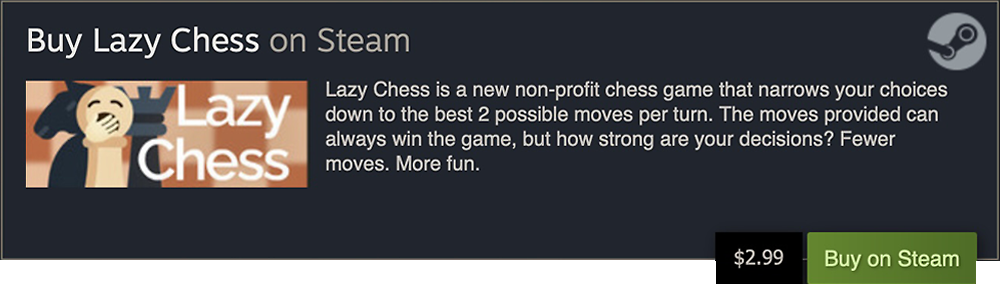 Buy Lazy Chess on Steam
Lazy
Chess
Lazy Chess is a new non-profit chess game that narrows your choices
down to the best 2 possible moves per turn. The moves provided can
always win the game, but how strong are your decisions? Fewer
moves. More fun.
$2.99
Buy on Steam